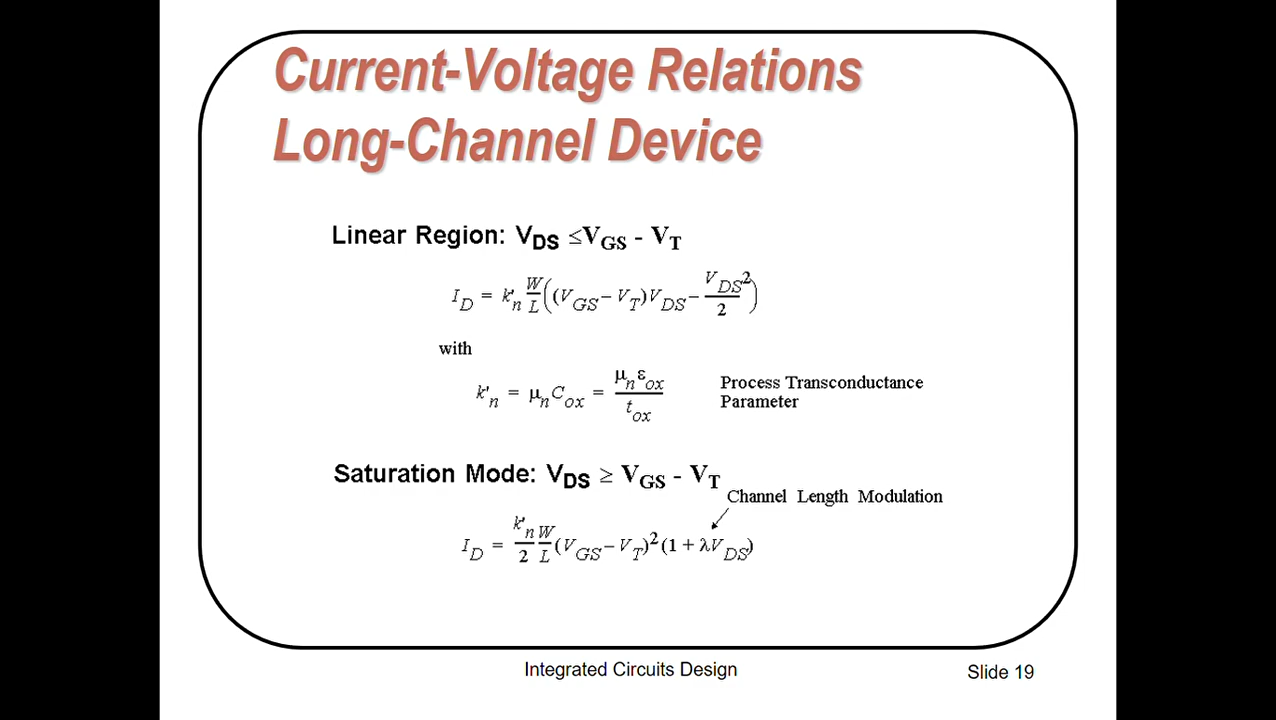 Current-Voltage Relations
Long-Channel Device
Linear Region: V_DS ≤ V_GS - V_T
I_D = k'_n W/L ((V_GS – V_T)V_DS – V_DS²/2)
with
k'_n = μ_n C_ox = μ_n ε_ox / t_ox
Process Transconductance
Parameter
Saturation Mode: V_DS ≥ V_GS - V_T
Channel Length Modulation
I_D = k'_n/2 W/L (V_GS – V_T)² (1 + λV_DS)
Integrated Circuits Design
Slide 19